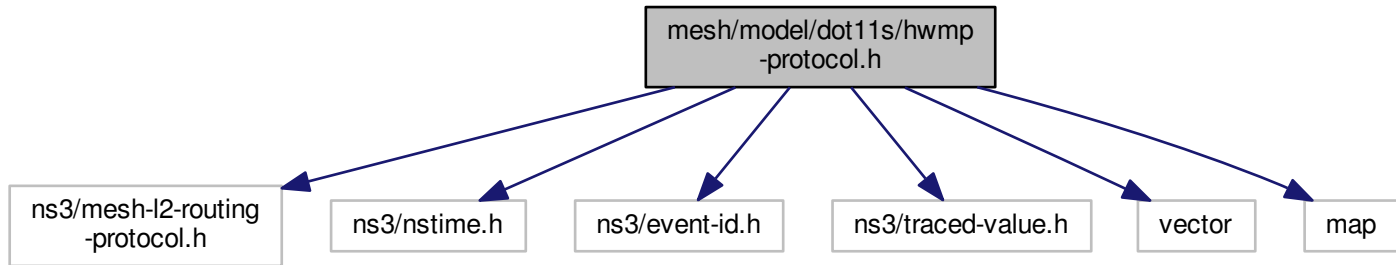 mesh/model/dot11s/hwmp
-protocol.h
ns3/mesh-l2-routing
-protocol.h
ns3/nstime.h
ns3/event-id.h
ns3/traced-value.h
vector
map